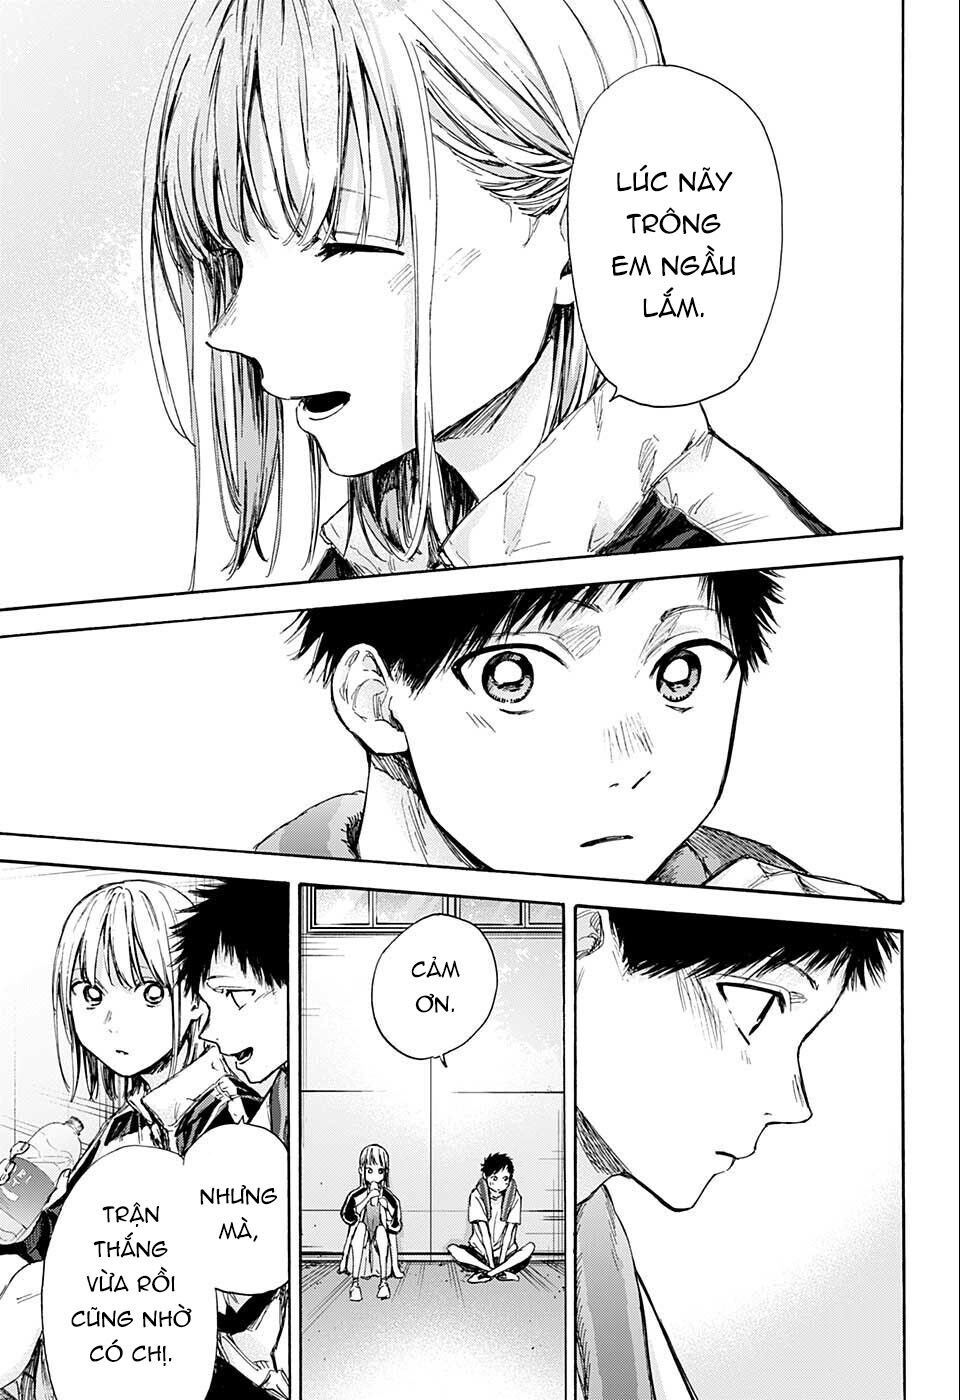 LÚC NÃY
TRÔNG
EM NGẦU
LẮM.
CẢM
ƠN.
NHƯNG
MÀ,
TRẬN
THẮNG
VỪA RỒI
CŨNG NHỜ
CÓ CHỊ.